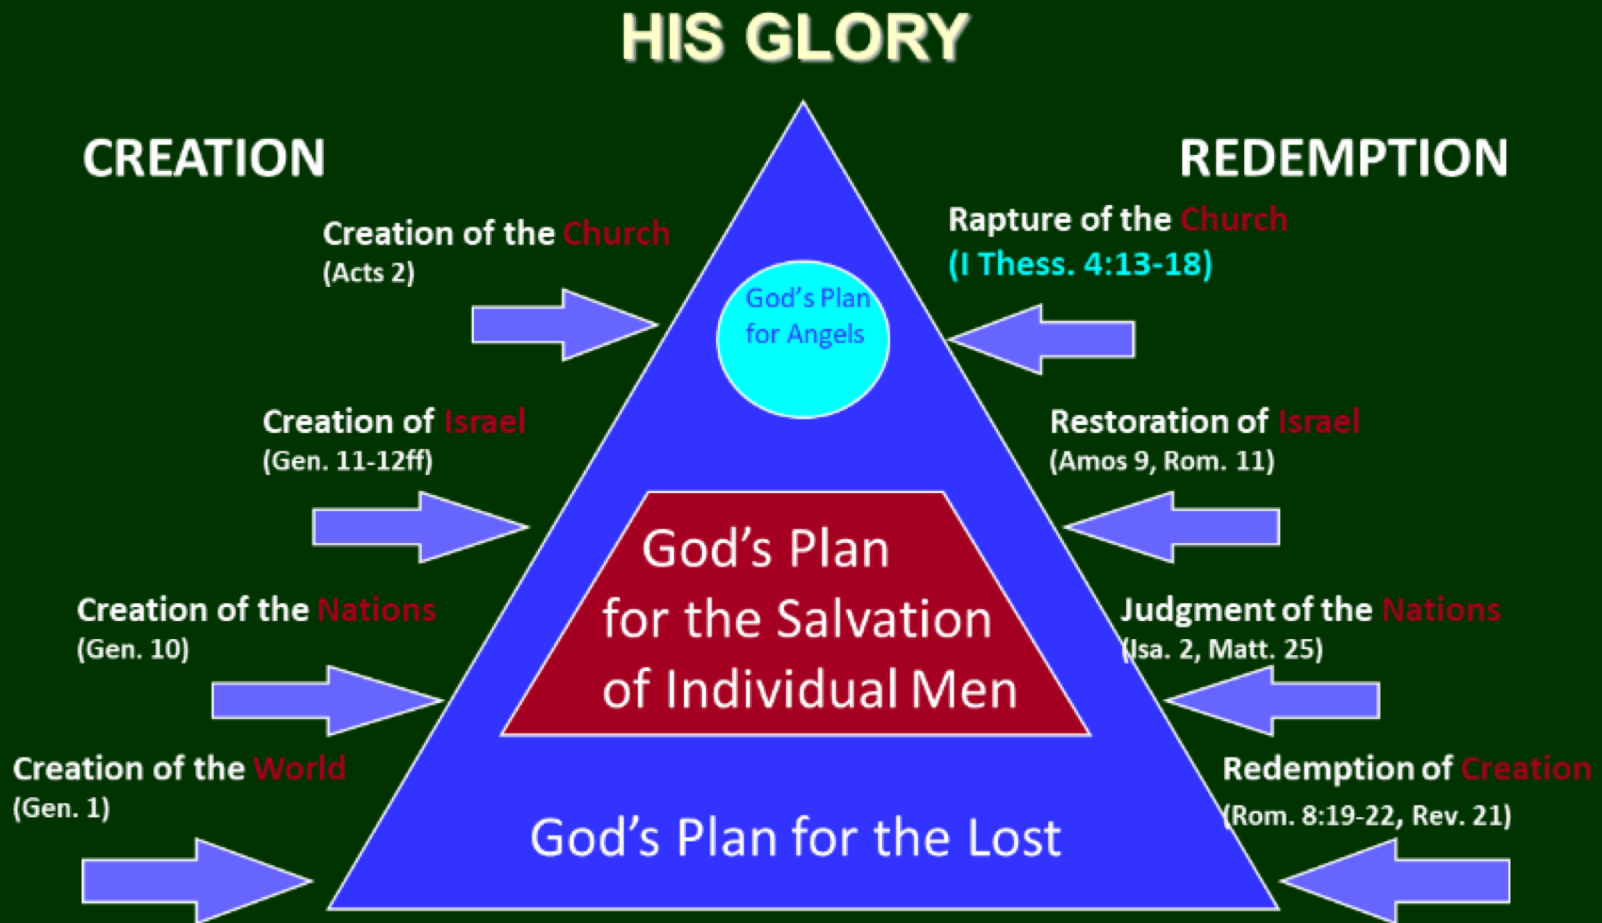 HIS GLORY
CREATION
REDEMPTION
Creation of the Church
(Acts 2)
Rapture of the Church
(I Thess. 4:13-18)
God’s Plan
for Angels
Creation of Israel
(Gen. 11-12ff)
Restoration of Israel
(Amos 9, Rom. 11)
God’s Plan
for the Salvation
of Individual Men
Creation of the Nations
(Gen. 10)
Judgment of the Nations
(Isa. 2, Matt. 25)
Creation of the World
(Gen. 1)
Redemption of Creation
(Rom. 8:19-22, Rev. 21)
God’s Plan for the Lost